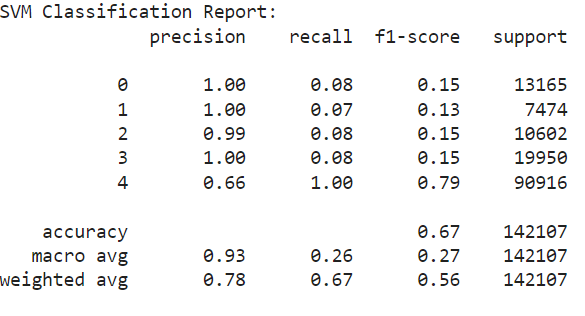 SVM Classification Report:
precision recall f1-score support
0 1.00 0.08 0.15 13165
1 1.00 0.07 0.13 7474
2 0.99 0.08 0.15 10602
3 1.00 0.08 0.15 19950
4 0.66 1.00 0.79 90916
accuracy 0.67 142107
macro avg 0.93 0.26 0.27 142107
weighted avg 0.78 0.67 0.56 142107